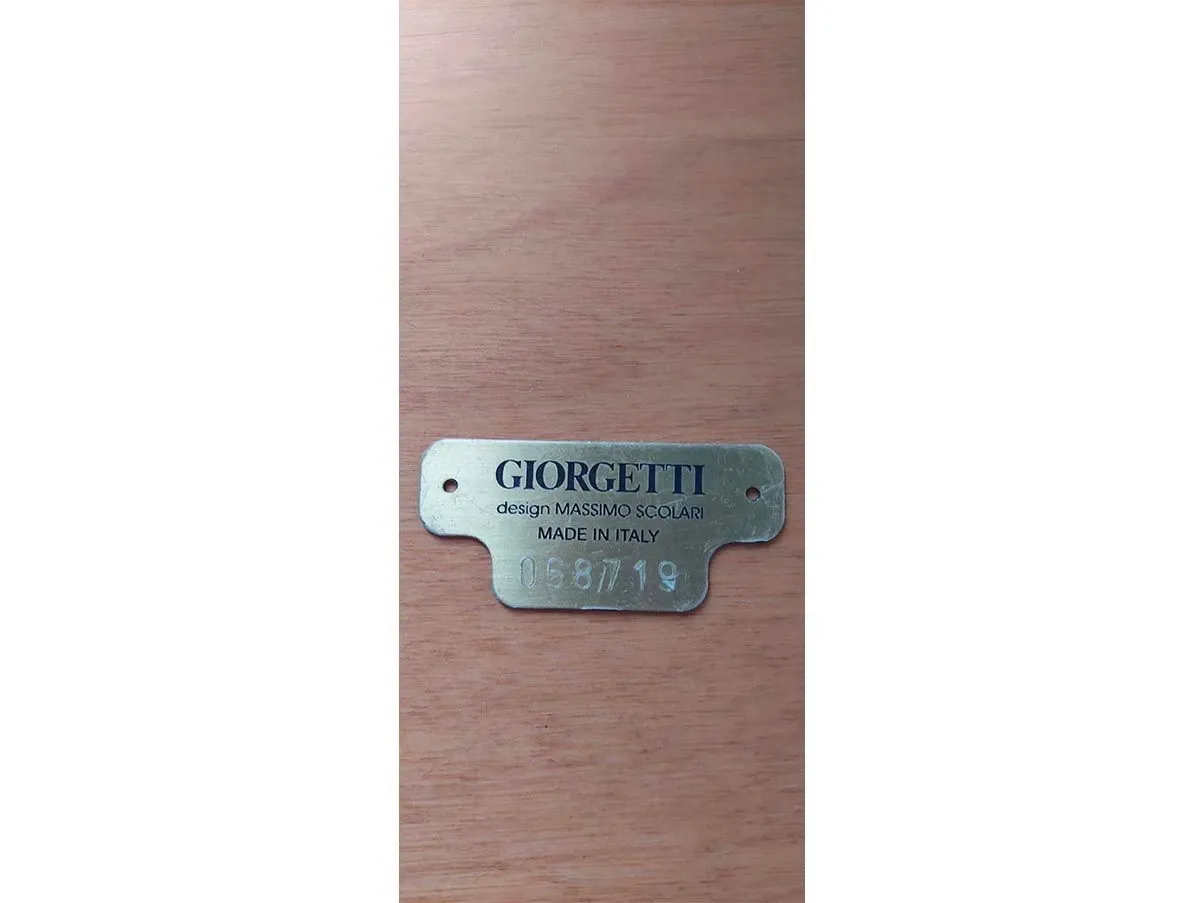 GIORGETTI
design MASSIMO SCOLARI
MADE IN ITALY
068719